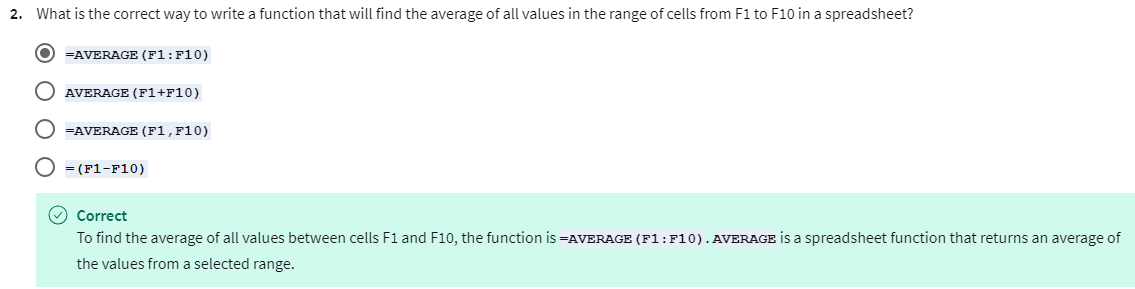 2. What is the correct way to write a function that will find the average of all values in the range of cells from F1 to F10 in a spreadsheet?
=AVERAGE(F1:F10)
AVERAGE(F1+F10)
=AVERAGE(F1,F10)
=(F1-F10)
Correct
To find the average of all values between cells F1 and F10, the function is =AVERAGE(F1:F10). AVERAGE is a spreadsheet function that returns an average of
the values from a selected range.